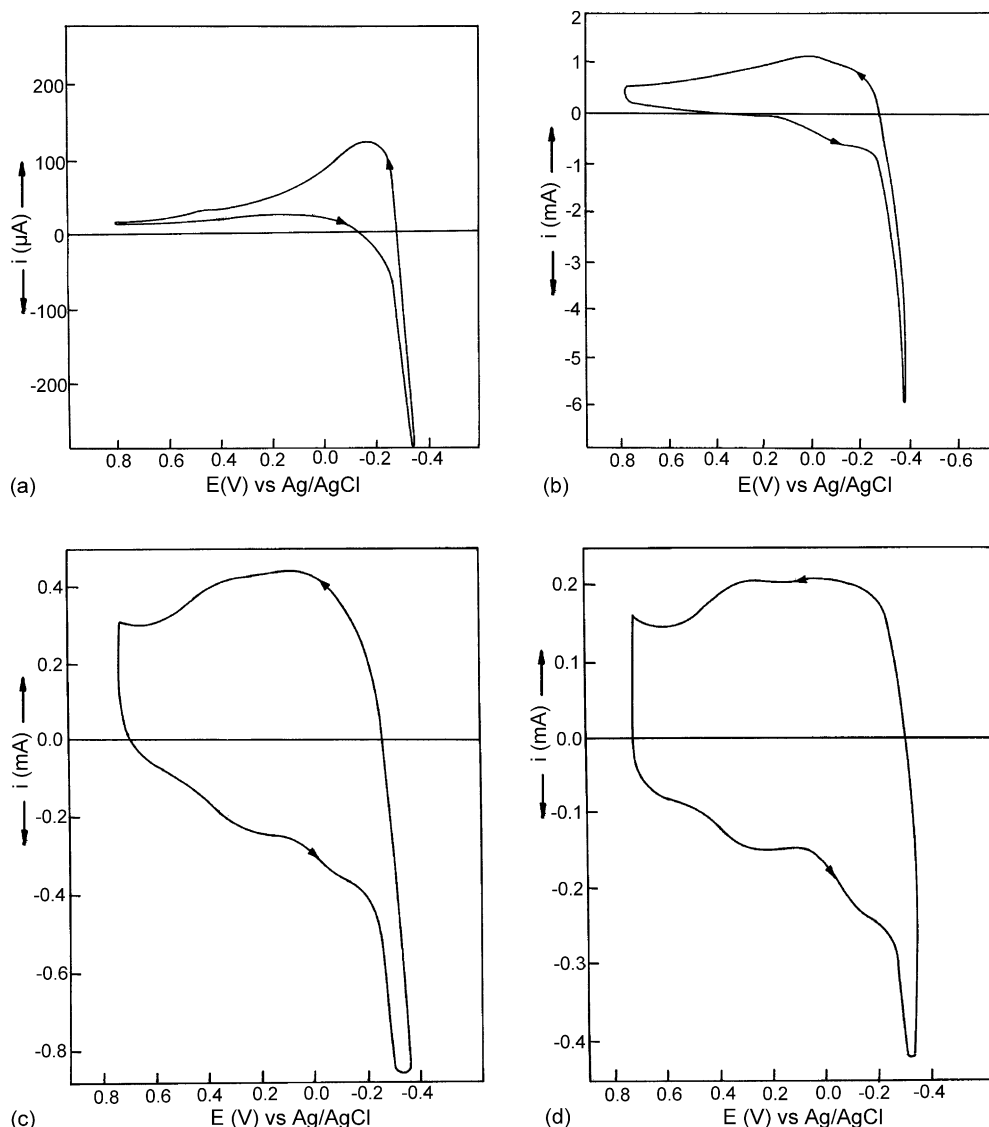 200
100
0
-100
-200
i (µA)
0.8 0.6 0.4 0.2 0.0 -0.2 -0.4
E(V) vs Ag/AgCl
(a)
2
1
0
-1
-2
-3
-4
-5
-6
i (mA)
0.8 0.6 0.4 0.2 0.0 -0.2 -0.4 -0.6
E(V) vs Ag/AgCl
(b)
0.4
0.2
0.0
-0.2
-0.4
-0.6
-0.8
i (mA)
0.8 0.6 0.4 0.2 0.0 -0.2 -0.4
E (V) vs Ag/AgCl
(c)
0.2
0.1
0.0
-0.1
-0.2
-0.3
-0.4
i (mA)
0.8 0.6 0.4 0.2 0.0 -0.2 -0.4
E (V) vs Ag/AgCl
(d)